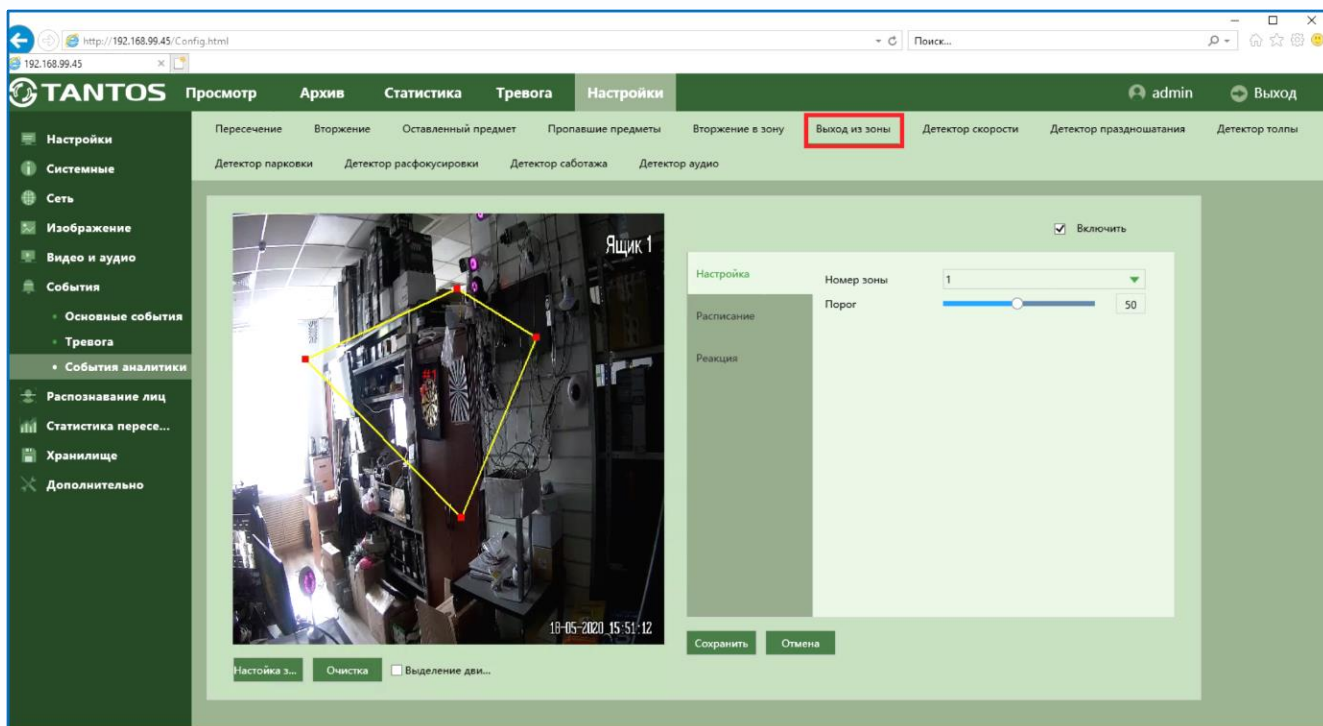 http://192.168.99.45/Config.html
Поиск...
192.168.99.45
TANTOS Просмотр Архив Статистика Тревога Настройки admin Выход
Пересечение Вторжение Оставленный предмет Пропавшие предметы Вторжение в зону Выход из зоны Детектор скорости Детектор праздношатания Детектор толпы
Детектор парковки Детектор расфокусировки Детектор саботажа Детектор аудио
Настройки
Системные
Сеть
Изображение
Видео и аудио
События
Основные события
Тревога
События аналитики
Распознавание лиц
Статистика пересе...
Хранилище
Дополнительно
Ящик 1
#1
18-05-2020 15:51:12
Включить
Настройка
Расписание
Реакция
Номер зоны 1
Порог 50
Сохранить Отмена
Настойка з... Очистка Выделение дви...